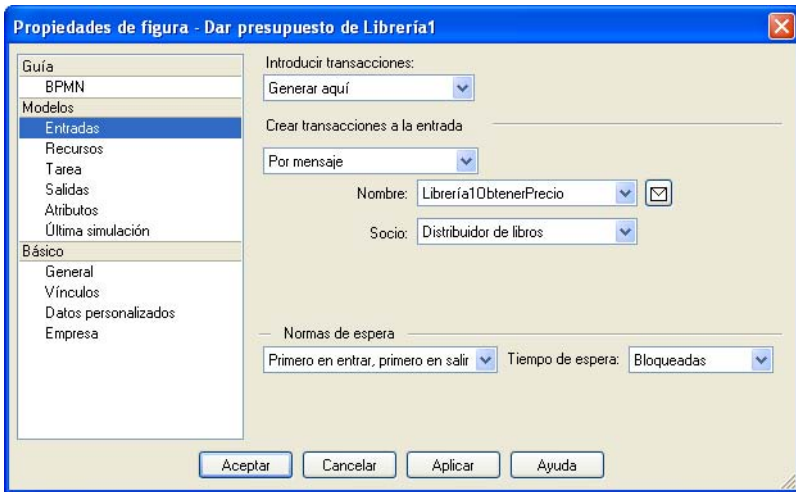 Propiedades de figura - Dar presupuesto de Librería1
Guía
BPMN
Modelos
Entradas
Recursos
Tarea
Salidas
Atributos
Última simulación
Básico
General
Vínculos
Datos personalizados
Empresa
Introducir transacciones:
Generar aquí
Crear transacciones a la entrada
Por mensaje
Nombre: Librería1ObtenerPrecio
Socio: Distribuidor de libros
Normas de espera
Primero en entrar, primero en salir Tiempo de espera: Bloqueadas
Aceptar Cancelar Aplicar Ayuda